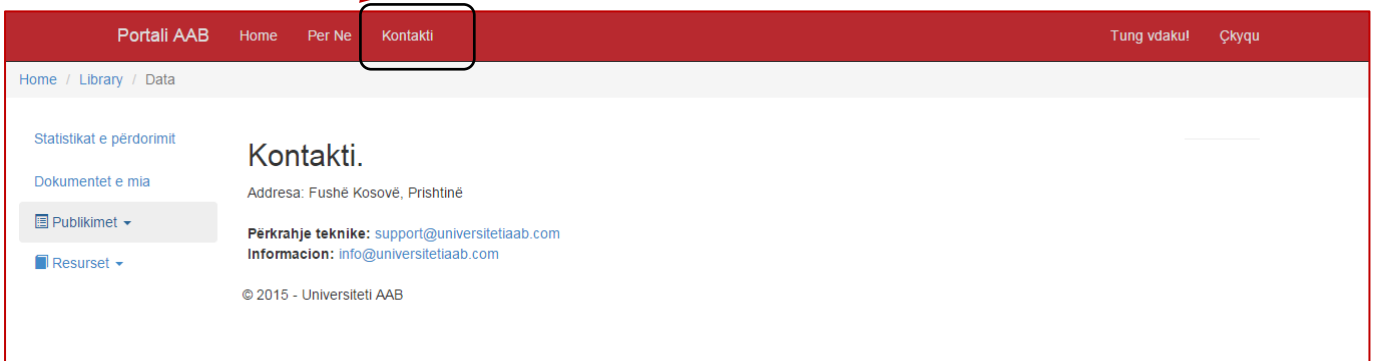 Portali AAB Home Per Ne Kontakti Tung vdaku! Çkyqu
Home / Library / Data
Statistikat e përdorimit
Dokumentet e mia
Publikimet
Resurset
Kontakti.
Addresa: Fushë Kosovë, Prishtinë
Përkrahje teknike: support@universitetiaab.com
Informacion: info@universitetiaab.com
© 2015 - Universiteti AAB